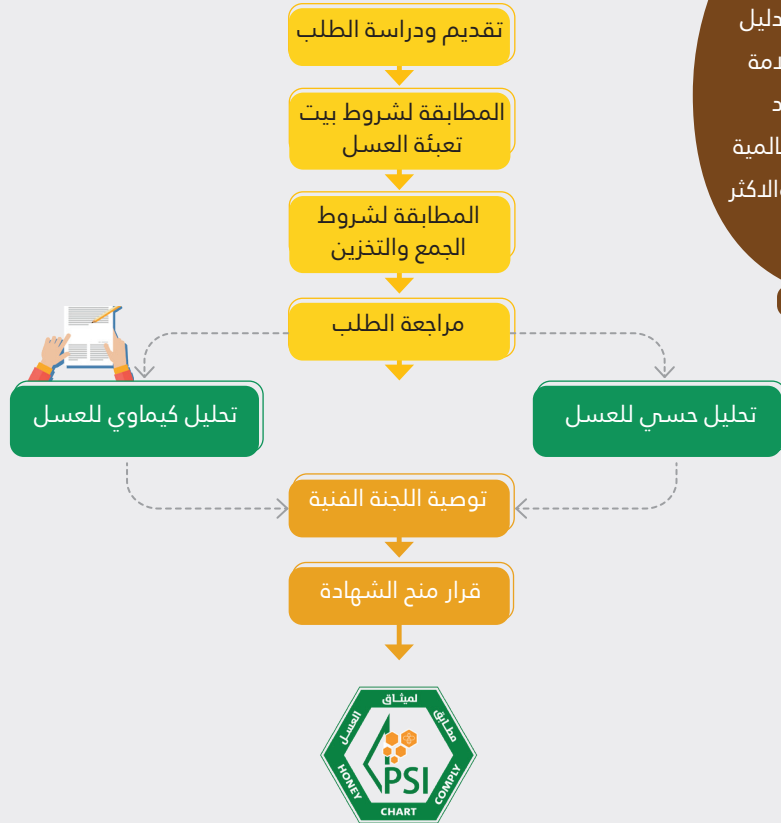 تقديم ودراسة الطلب
المطابقة لشروط بيت
تعبئة العسل
المطابقة لشروط
الجمع والتخزين
مراجعة الطلب
تحليل حسي للعسل
تحليل كيماوي للعسل
توصية اللجنة الفنية
قرار منح الشهادة
مطابق
لميثاق
العسل
PSI
HONEY
CHART
COMPLY
دليل